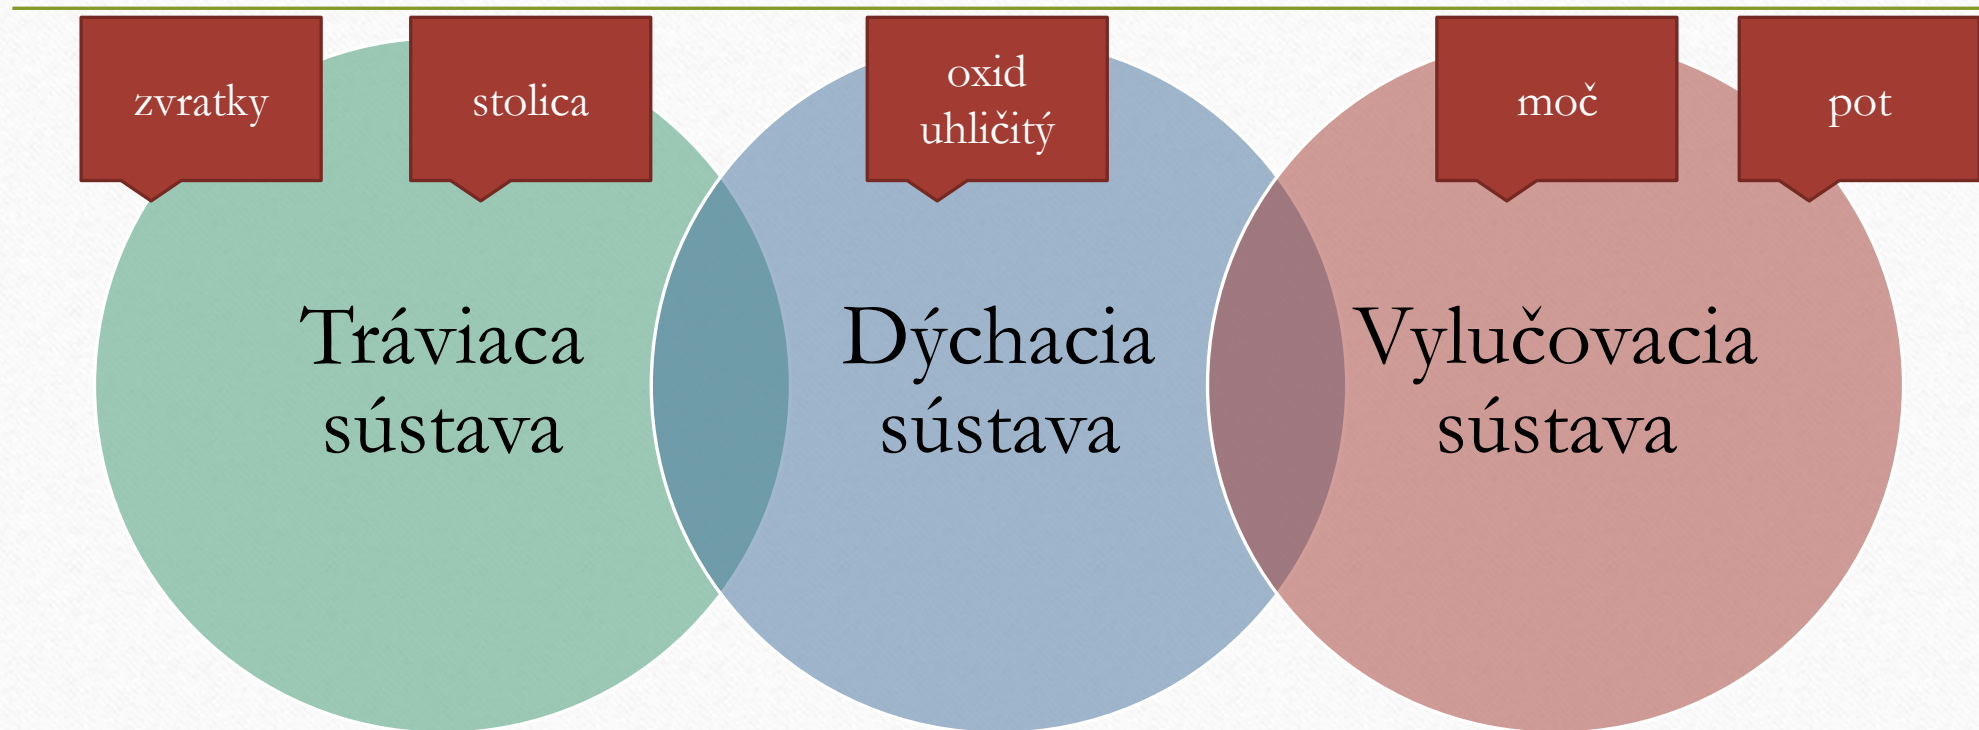 zvratky
stolica
oxid
uhličitý
moč
pot
Tráviaca
sústava
Dýchacia
sústava
Vylučovacia
sústava